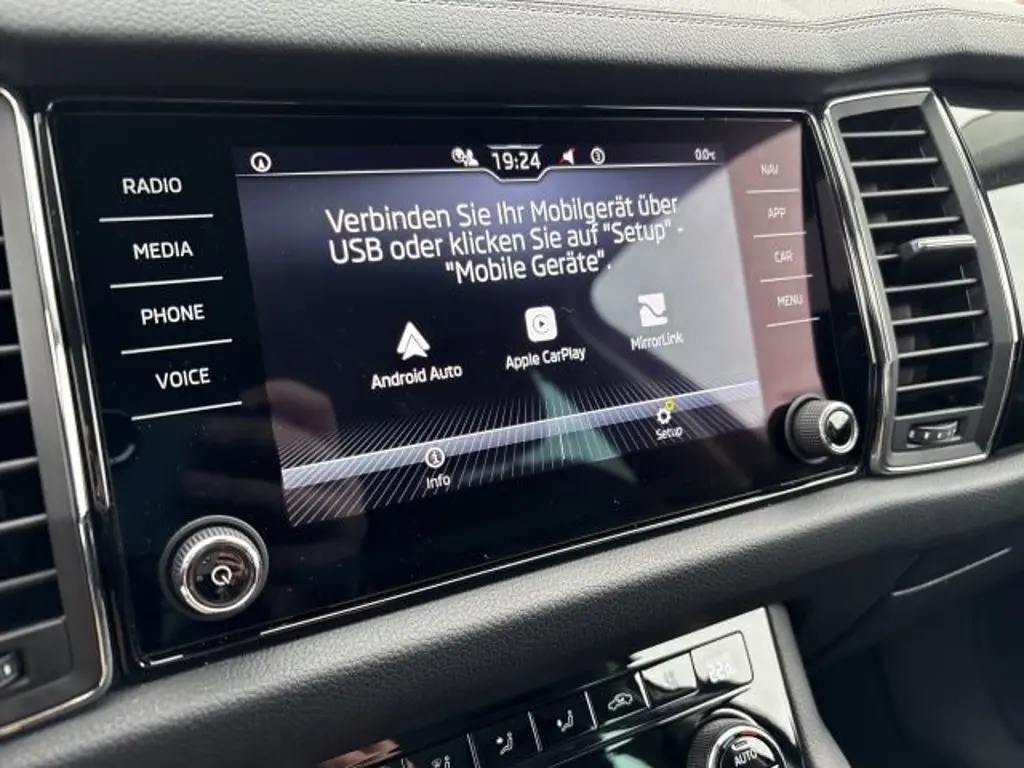 19:24
0.0°C
RADIO
MEDIA
PHONE
VOICE
Verbinden Sie Ihr Mobilgerät über
USB oder klicken Sie auf "Setup" -
"Mobile Geräte".
Android Auto
Apple CarPlay
MirrorLink
Info
Setup
NAV
APP
CAR
MENU
AUTO